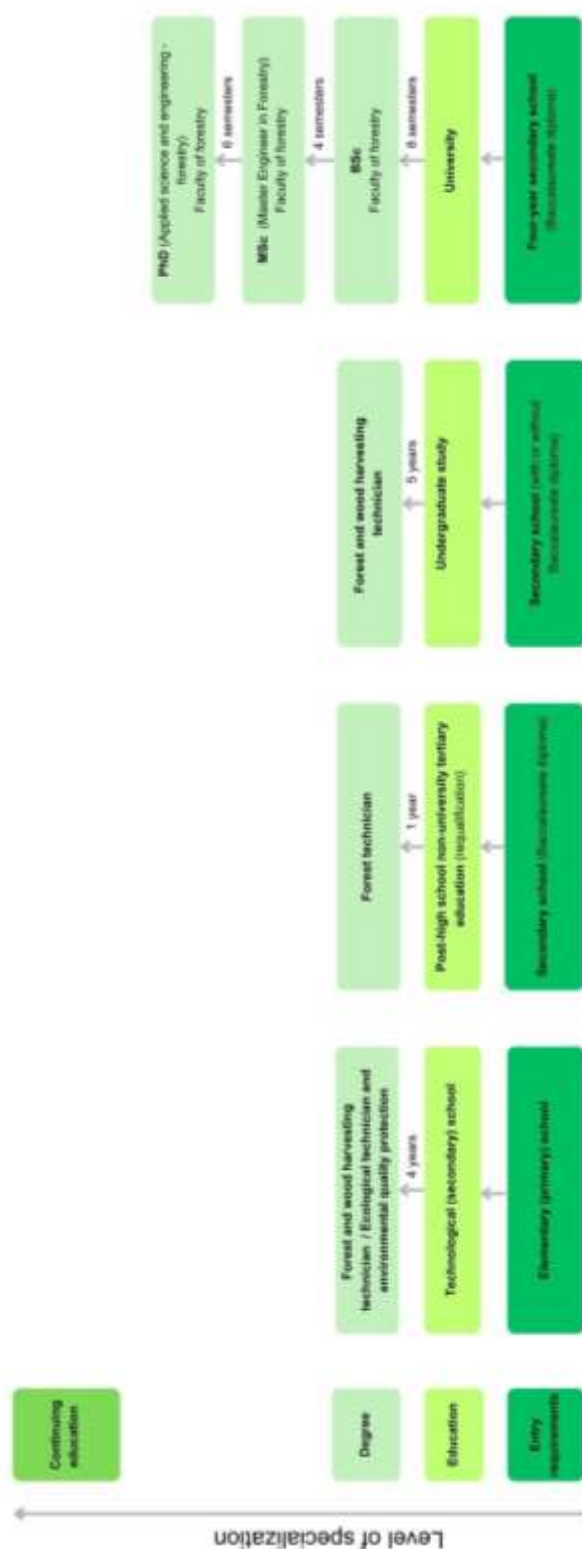 Level of specialization
Continuing
education
Degree
Education
Entry
requirements
Forest and wood harvesting
technician / Ecological technician and
environmental quality protection
4 years
Technological (secondary) school
Elementary (primary) school
Forest technician
1 year
Post-high school non-university tertiary
education (requalification)
Secondary school (Baccalaureate diploma)
Forest and wood harvesting
technician
5 years
Undergraduate study
Secondary school (with or without
Baccalaureate diploma)
PhD (Applied science and engineering -
forestry)
Faculty of forestry
6 semesters
MSc (Master Engineer in Forestry)
Faculty of forestry
4 semesters
BSc
Faculty of forestry
8 semesters
University
Four-year secondary school
(Baccalaureate diploma)